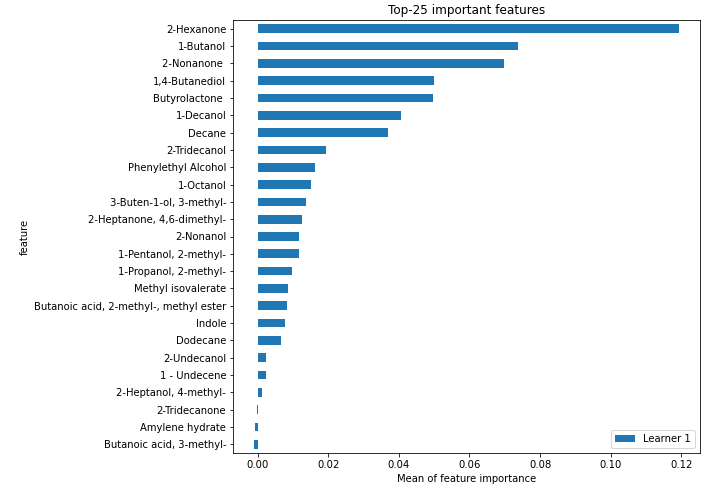 Top-25 important features
2-Hexanone
1-Butanol
2-Nonanone
1,4-Butanediol
Butyrolactone
1-Decanol
Decane
2-Tridecanol
Phenylethyl Alcohol
1-Octanol
3-Buten-1-ol, 3-methyl-
2-Heptanone, 4,6-dimethyl-
2-Nonanol
1-Pentanol, 2-methyl-
1-Propanol, 2-methyl-
Methyl isovalerate
Butanoic acid, 2-methyl-, methyl ester
Indole
Dodecane
2-Undecanol
1 - Undecene
2-Heptanol, 4-methyl-
2-Tridecanone
Amylene hydrate
Butanoic acid, 3-methyl-
feature
Learner 1
0.00 0.02 0.04 0.06 0.08 0.10 0.12
Mean of feature importance